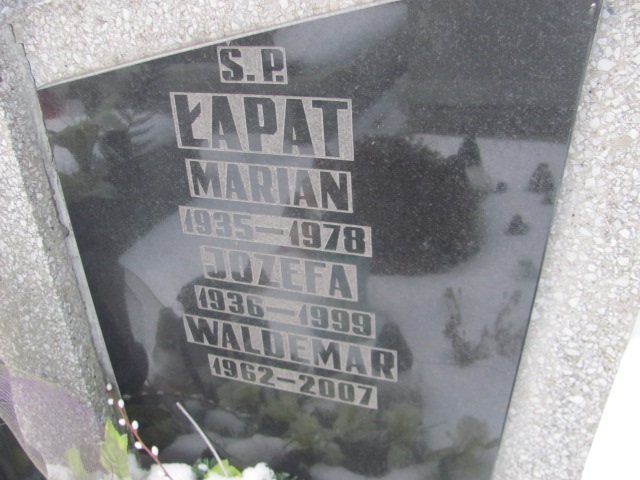 Ś.P.
ŁAPAT
MARIAN
1935-1978
JÓZEFA
1936-1999
WALDEMAR
1962-2007